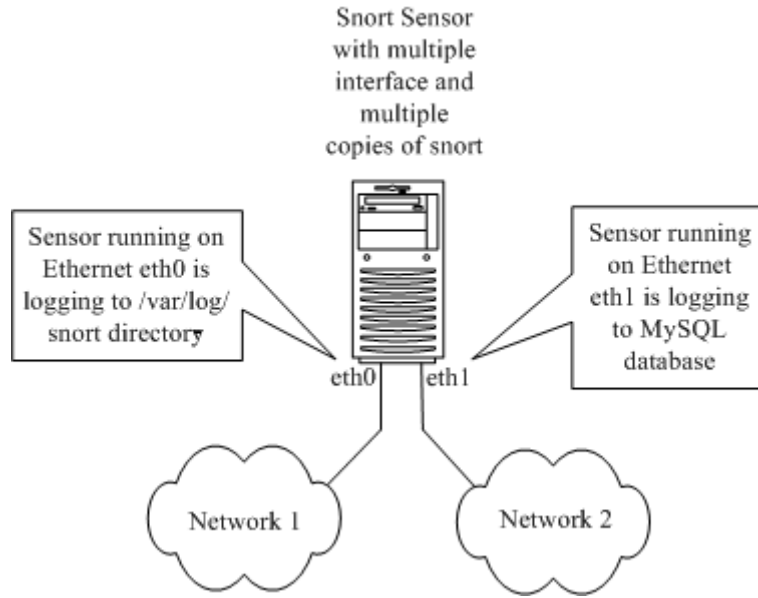 Snort Sensor
with multiple
interface and
multiple
copies of snort
Sensor running on
Ethernet eth0 is
logging to /var/log/
snort directory
Sensor running
on Ethernet
eth1 is logging
to MySQL
database
eth0
eth1
Network 1
Network 2